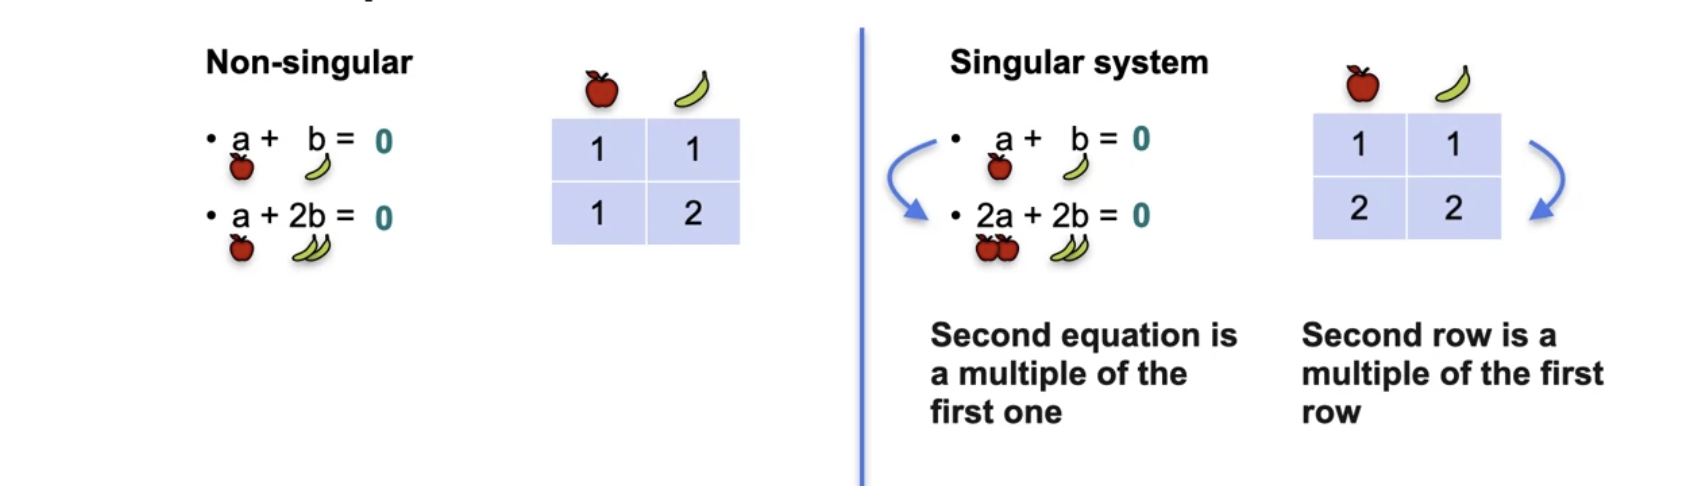 Non-singular
• a + b = 0
• a + 2b = 0
1 1
1 2
Singular system
• a + b = 0
• 2a + 2b = 0
1 1
2 2
Second equation is
a multiple of the
first one
Second row is a
multiple of the first
row